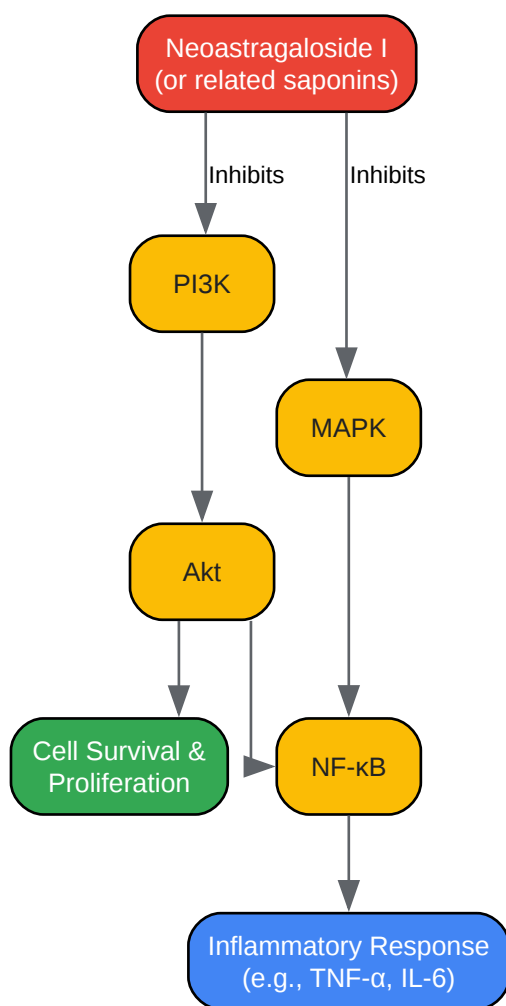 Neoastragaloside I
(or related saponins)
Inhibits
Inhibits
PI3K
MAPK
Akt
Cell Survival &
Proliferation
NF-κB
Inflammatory Response
(e.g., TNF-α, IL-6)